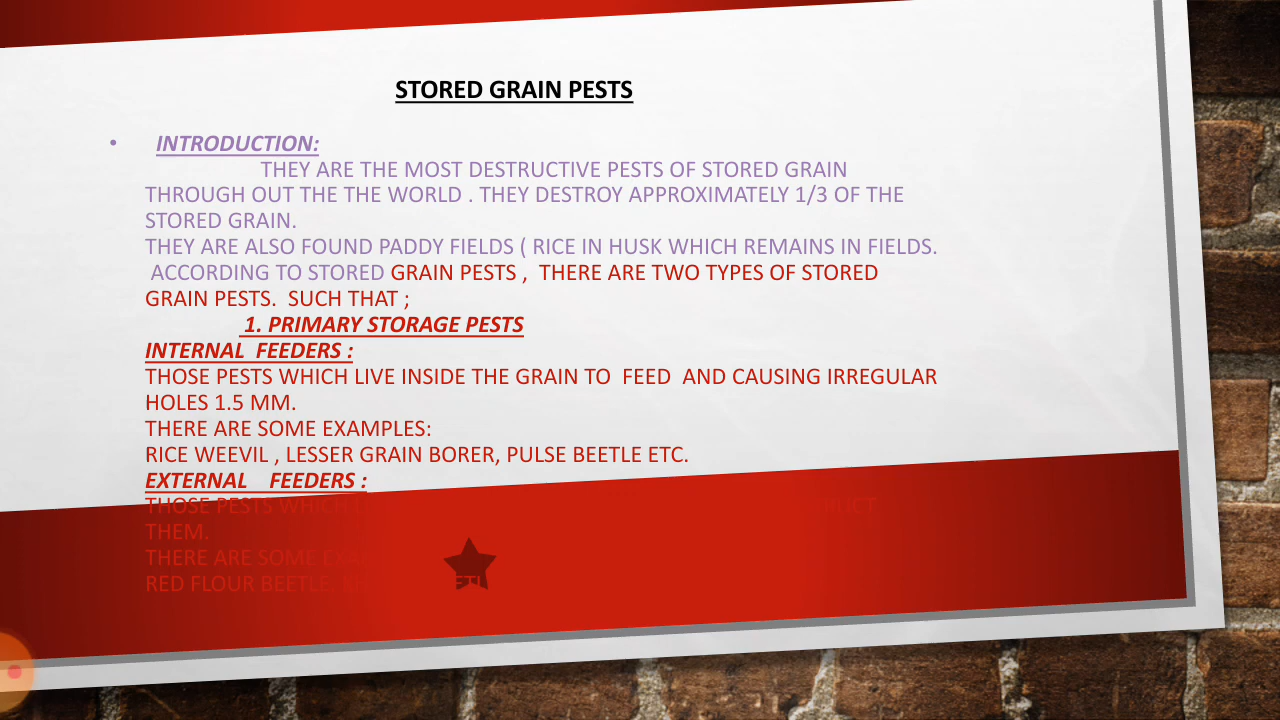 STORED GRAIN PESTS
• INTRODUCTION:
THEY ARE THE MOST DESTRUCTIVE PESTS OF STORED GRAIN
THROUGH OUT THE THE WORLD . THEY DESTROY APPROXIMATELY 1/3 OF THE
STORED GRAIN.
THEY ARE ALSO FOUND PADDY FIELDS ( RICE IN HUSK WHICH REMAINS IN FIELDS.
ACCORDING TO STORED GRAIN PESTS , THERE ARE TWO TYPES OF STORED
GRAIN PESTS. SUCH THAT ;
1. PRIMARY STORAGE PESTS
INTERNAL FEEDERS :
THOSE PESTS WHICH LIVE INSIDE THE GRAIN TO FEED AND CAUSING IRREGULAR
HOLES 1.5 MM.
THERE ARE SOME EXAMPLES:
RICE WEEVIL , LESSER GRAIN BORER, PULSE BEETLE ETC.
EXTERNAL FEEDERS :
THOSE PESTS WHICH
THEM.
THERE ARE SOME
RED FLOUR BEETLE,